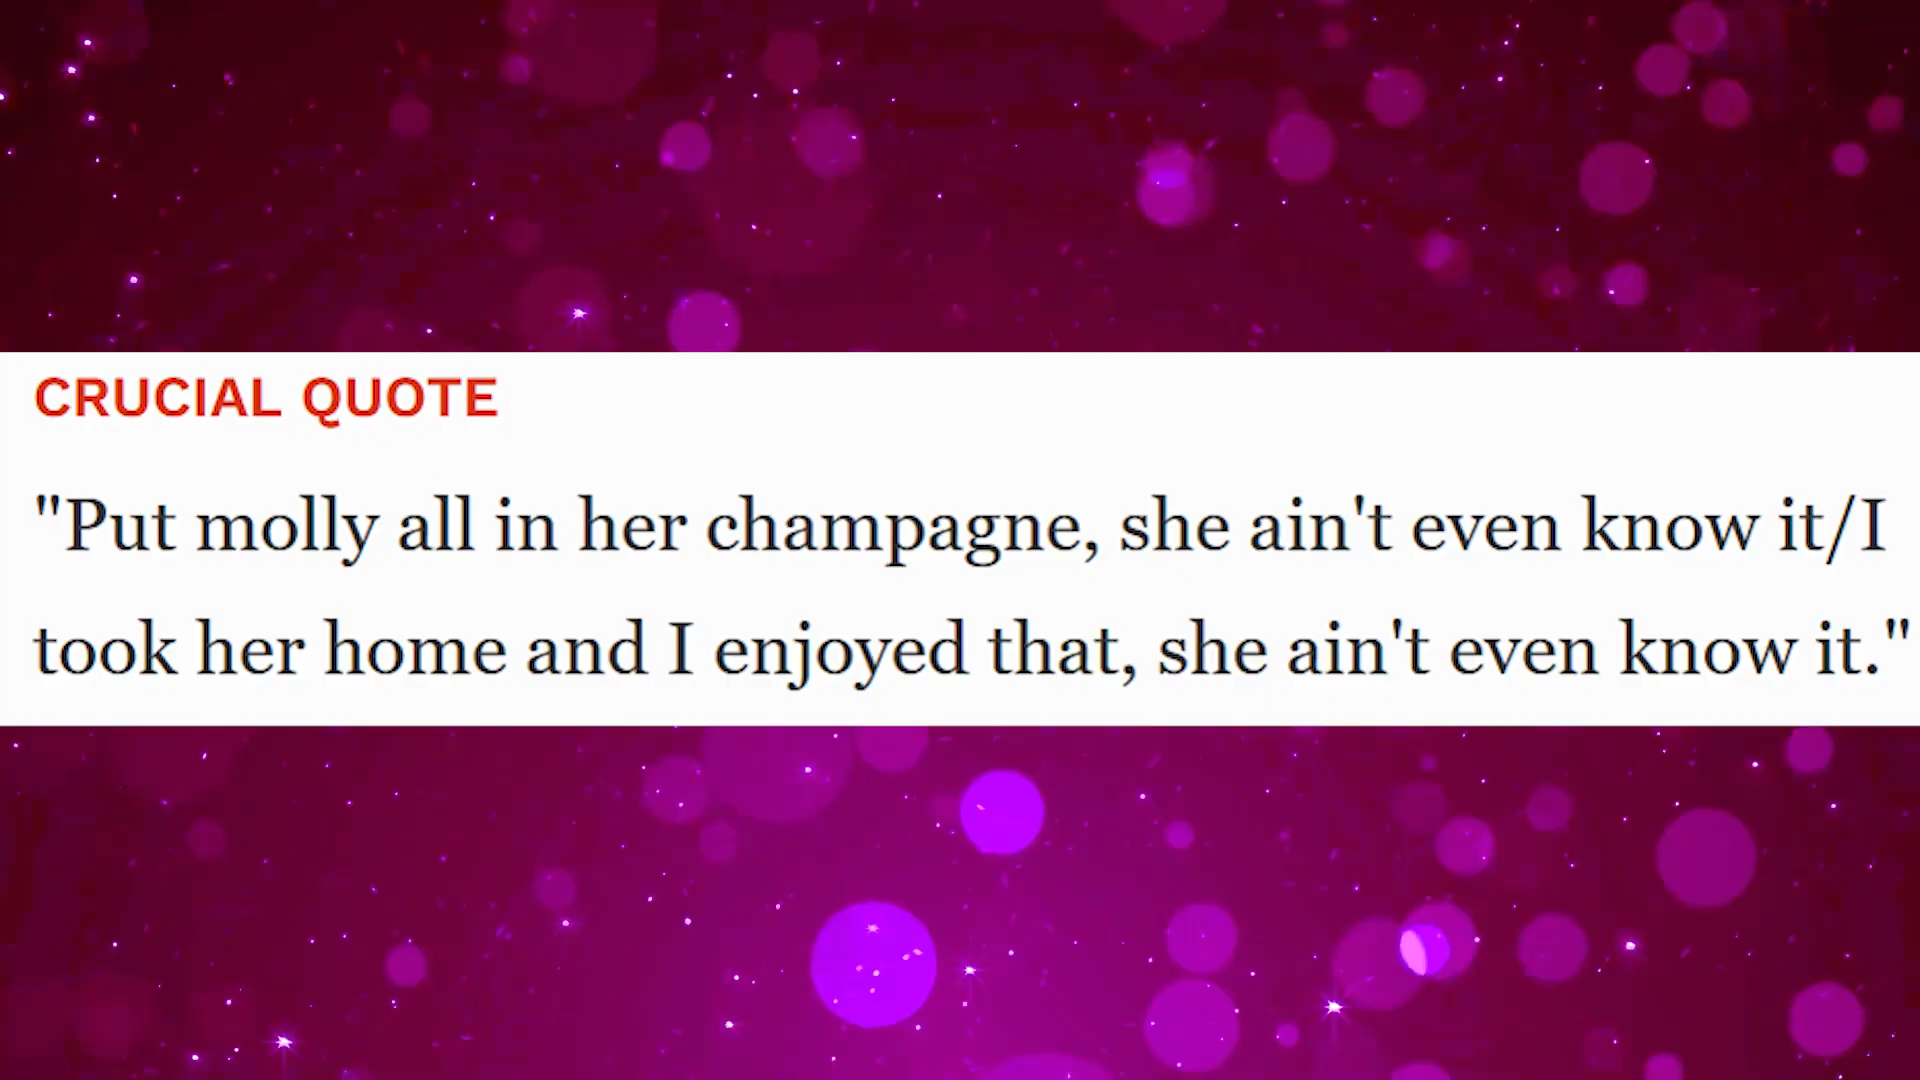 CRUCIAL QUOTE
"Put molly all in her champagne, she ain't even know it/I
took her home and I enjoyed that, she ain't even know it."